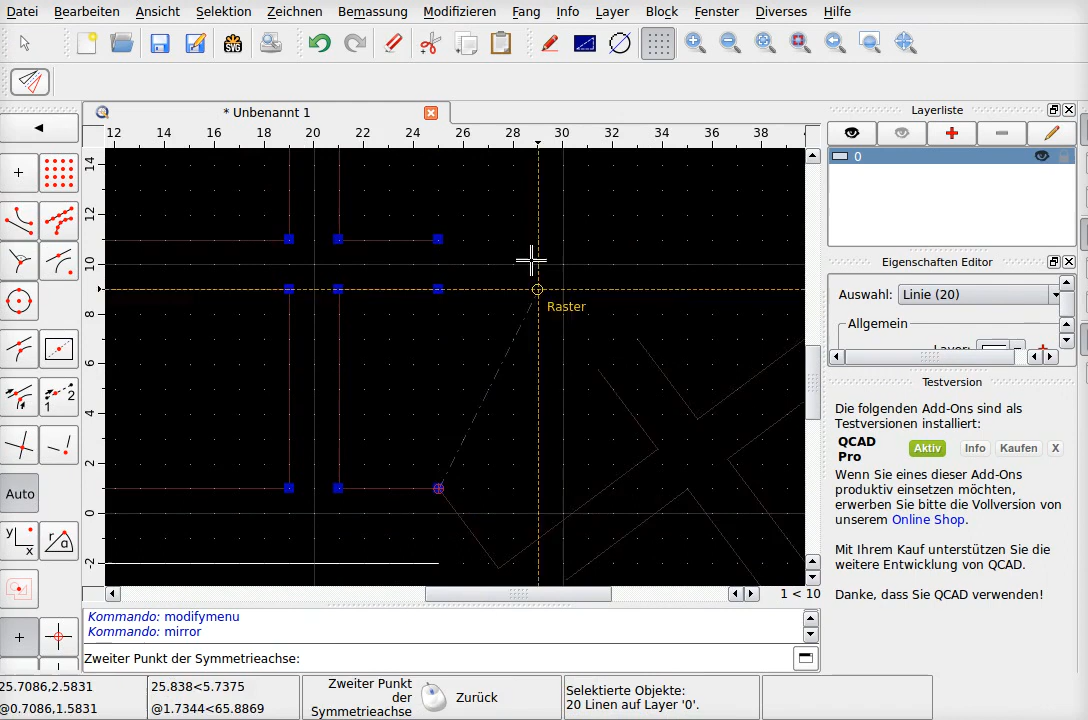 Datei Bearbeiten Ansicht Selektion Zeichnen Bemassung Modifizieren Fang Info Layer Block Fenster Diverses Hilfe
SVG
* Unbenannt 1
Layerliste
12 14 16 18 20 22 24 26 28 30 32 34 36 38
0
14
12
10
8
6
4
2
0
-2
Raster
Eigenschaften Editor
Auswahl: Linie (20)
Allgemein
Testversion
Die folgenden Add-Ons sind als
Testversionen installiert:
QCAD
Pro
Aktiv Info Kaufen X
Wenn Sie eines dieser Add-Ons
produktiv einsetzen möchten,
erwerben Sie bitte die Vollversion von
unserem Online Shop.
Mit Ihrem Kauf unterstützen Sie die
weitere Entwicklung von QCAD.
Danke, dass Sie QCAD verwenden!
1 2
Auto
y x r a
1 < 10
Kommando: modifymenu
Kommando: mirror
Zweiter Punkt der Symmetrieachse:
25.7086,2.5831
@0.7086,1.5831
25.838<5.7375
@1.7344<65.8869
Zweiter Punkt
der
Symmetrieachse
Zurück
Selektierte Objekte:
20 Linen auf Layer '0'.